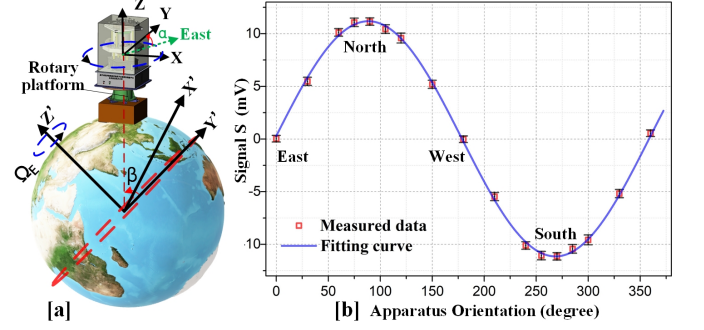 Z
Y
α
East
X
Rotary
platform
Z'
X'
Y'
Ω_E
β
[a]
Signal S (mV)
10
5
0
-5
-10
North
East
West
South
Measured data
Fitting curve
0 50 100 150 200 250 300 350
[b] Apparatus Orientation (degree)